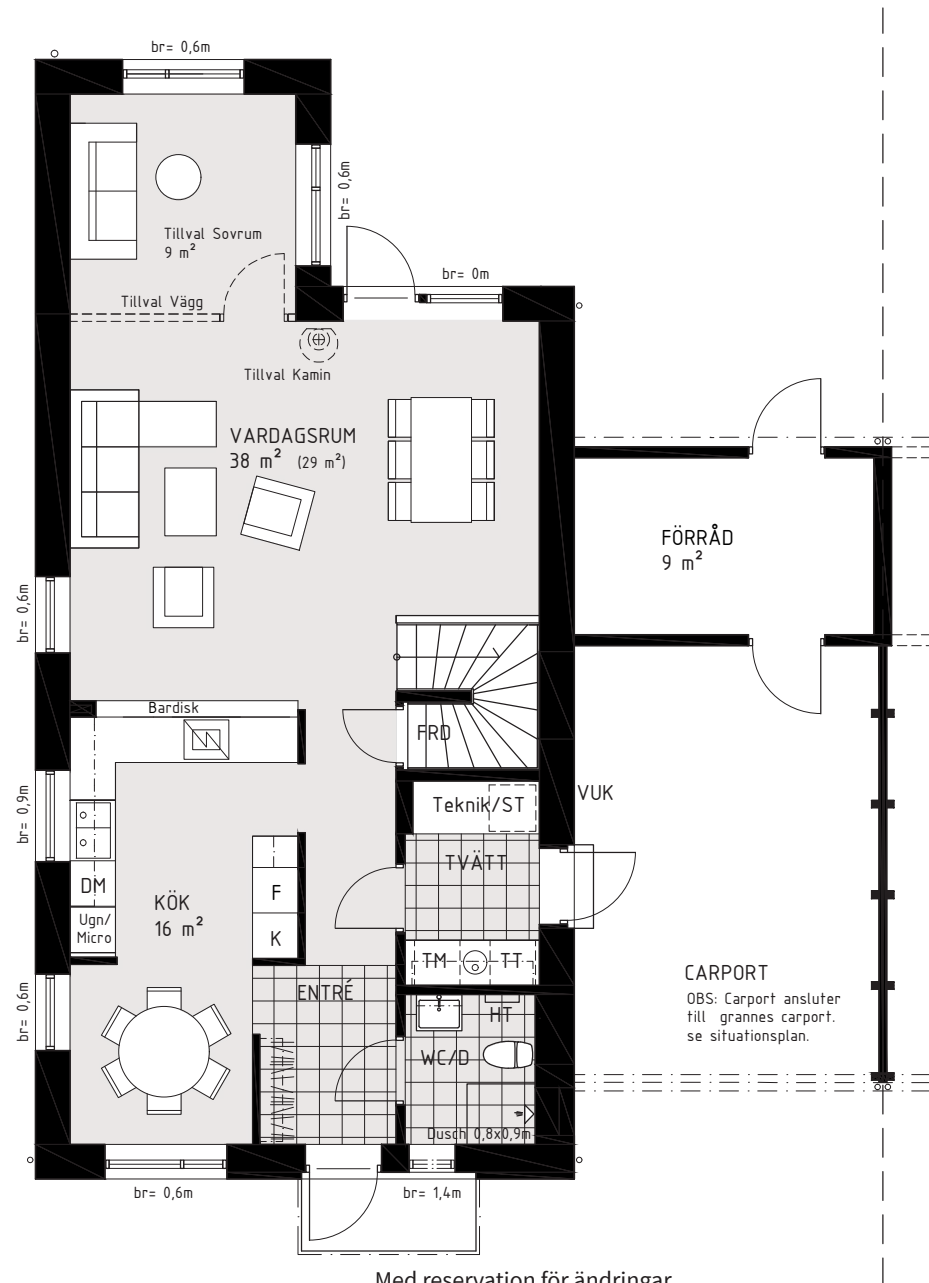 br= 0,6m
br= 0,6m
Tillval Sovrum
9 m²
br= 0m
Tillval Vägg
Tillval Kamin
VARDAGSRUM
38 m² (29 m²)
FÖRRÅD
9 m²
br= 0,6m
Bardisk
FRD
VUK
Teknik/ST
br= 0,9m
TVÄTT
DM
F
KÖK
16 m²
Ugn/
Micro
K
TM
TT
CARPORT
OBS: Carport ansluter
till grannes carport.
se situationsplan.
ENTRÉ
br= 0,6m
HT
WC/D
Dusch 0,8x0,9m
br= 0,6m
br= 1,4m
Med reservation för ändringar